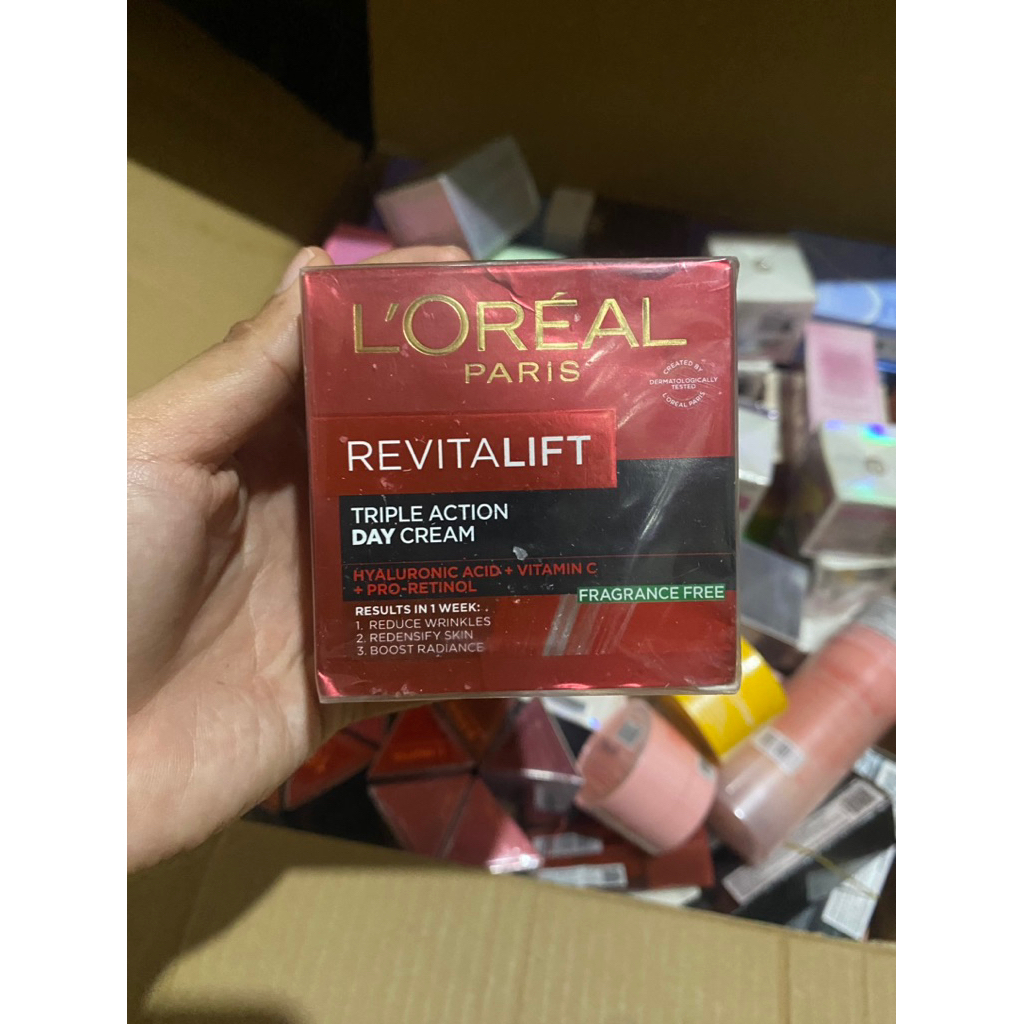 L'ORÉAL
PARIS
CREATED BY
DERMATOLOGICALLY
TESTED
L'ORÉAL PARIS
REVITALIFT
TRIPLE ACTION
DAY CREAM
HYALURONIC ACID + VITAMIN C
+ PRO-RETINOL
FRAGRANCE FREE
RESULTS IN 1 WEEK:
1. REDUCE WRINKLES
2. REDENSIFY SKIN
3. BOOST RADIANCE